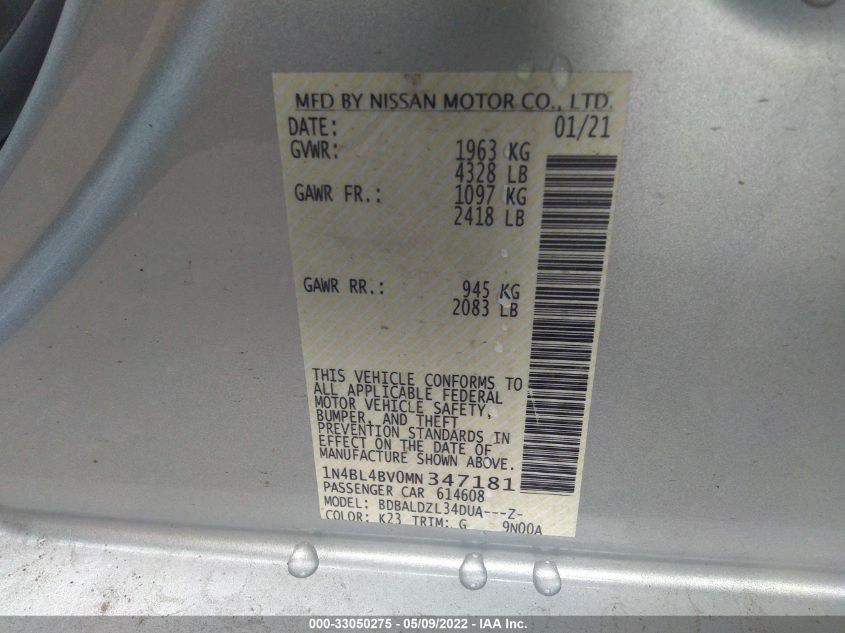 MFD BY NISSAN MOTOR CO., LTD.
DATE: 01/21
GVWR: 1963 KG
4328 LB
GAWR FR.: 1097 KG
2418 LB
GAWR RR.: 945 KG
2083 LB
THIS VEHICLE CONFORMS TO
ALL APPLICABLE FEDERAL
MOTOR VEHICLE SAFETY,
BUMPER, AND THEFT
PREVENTION STANDARDS IN
EFFECT ON THE DATE OF
MANUFACTURE SHOWN ABOVE.
1N4BL4BV0MN347181
PASSENGER CAR 614608
MODEL: BDBALDZL34DUA---Z-
COLOR: K23 TRIM: G 9N00A
000-33050275 - 05/09/2022 - IAA Inc.